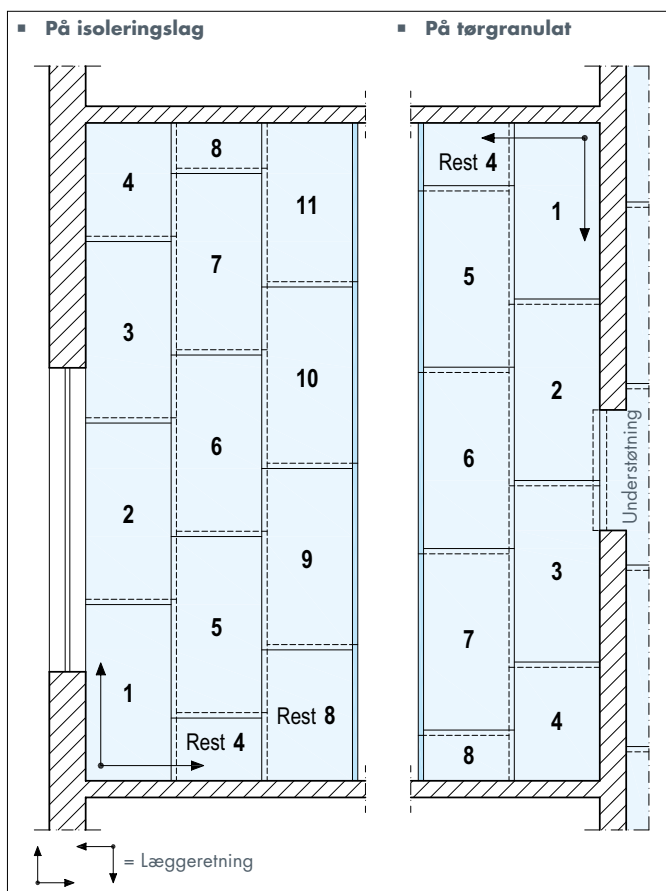 ▪ På isoleringslag
▪ På tørgranulat
4
8
11
7
3
10
6
2
9
5
1
Rest 8
Rest 4
Rest 4
1
5
2
6
Understøtning
3
7
4
8
= Læggeretning